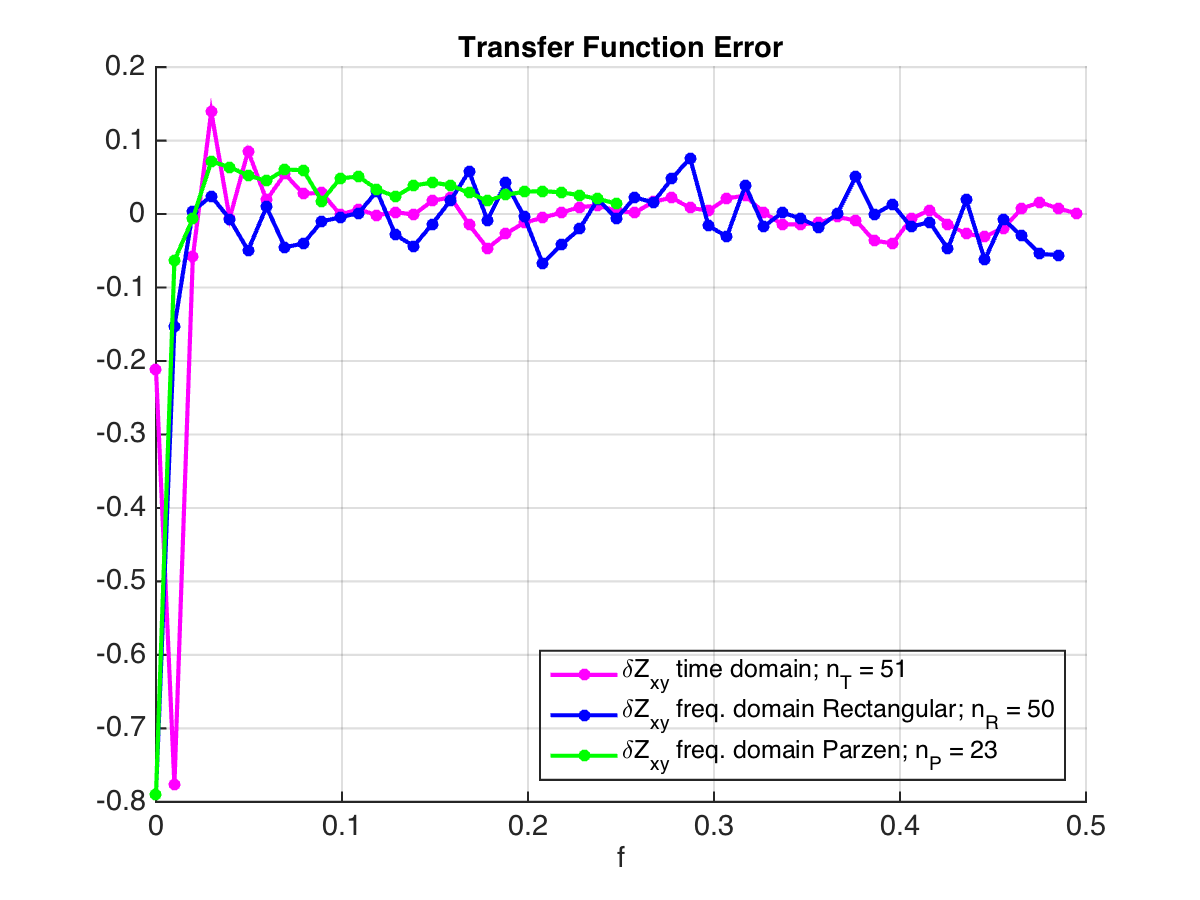 Transfer Function Error
0.2
0.1
0
-0.1
-0.2
-0.3
-0.4
-0.5
-0.6
-0.7
-0.8
δZxy time domain; nT = 51
δZxy freq. domain Rectangular; nR = 50
δZxy freq. domain Parzen; nP = 23
0 0.1 0.2 0.3 0.4 0.5
f